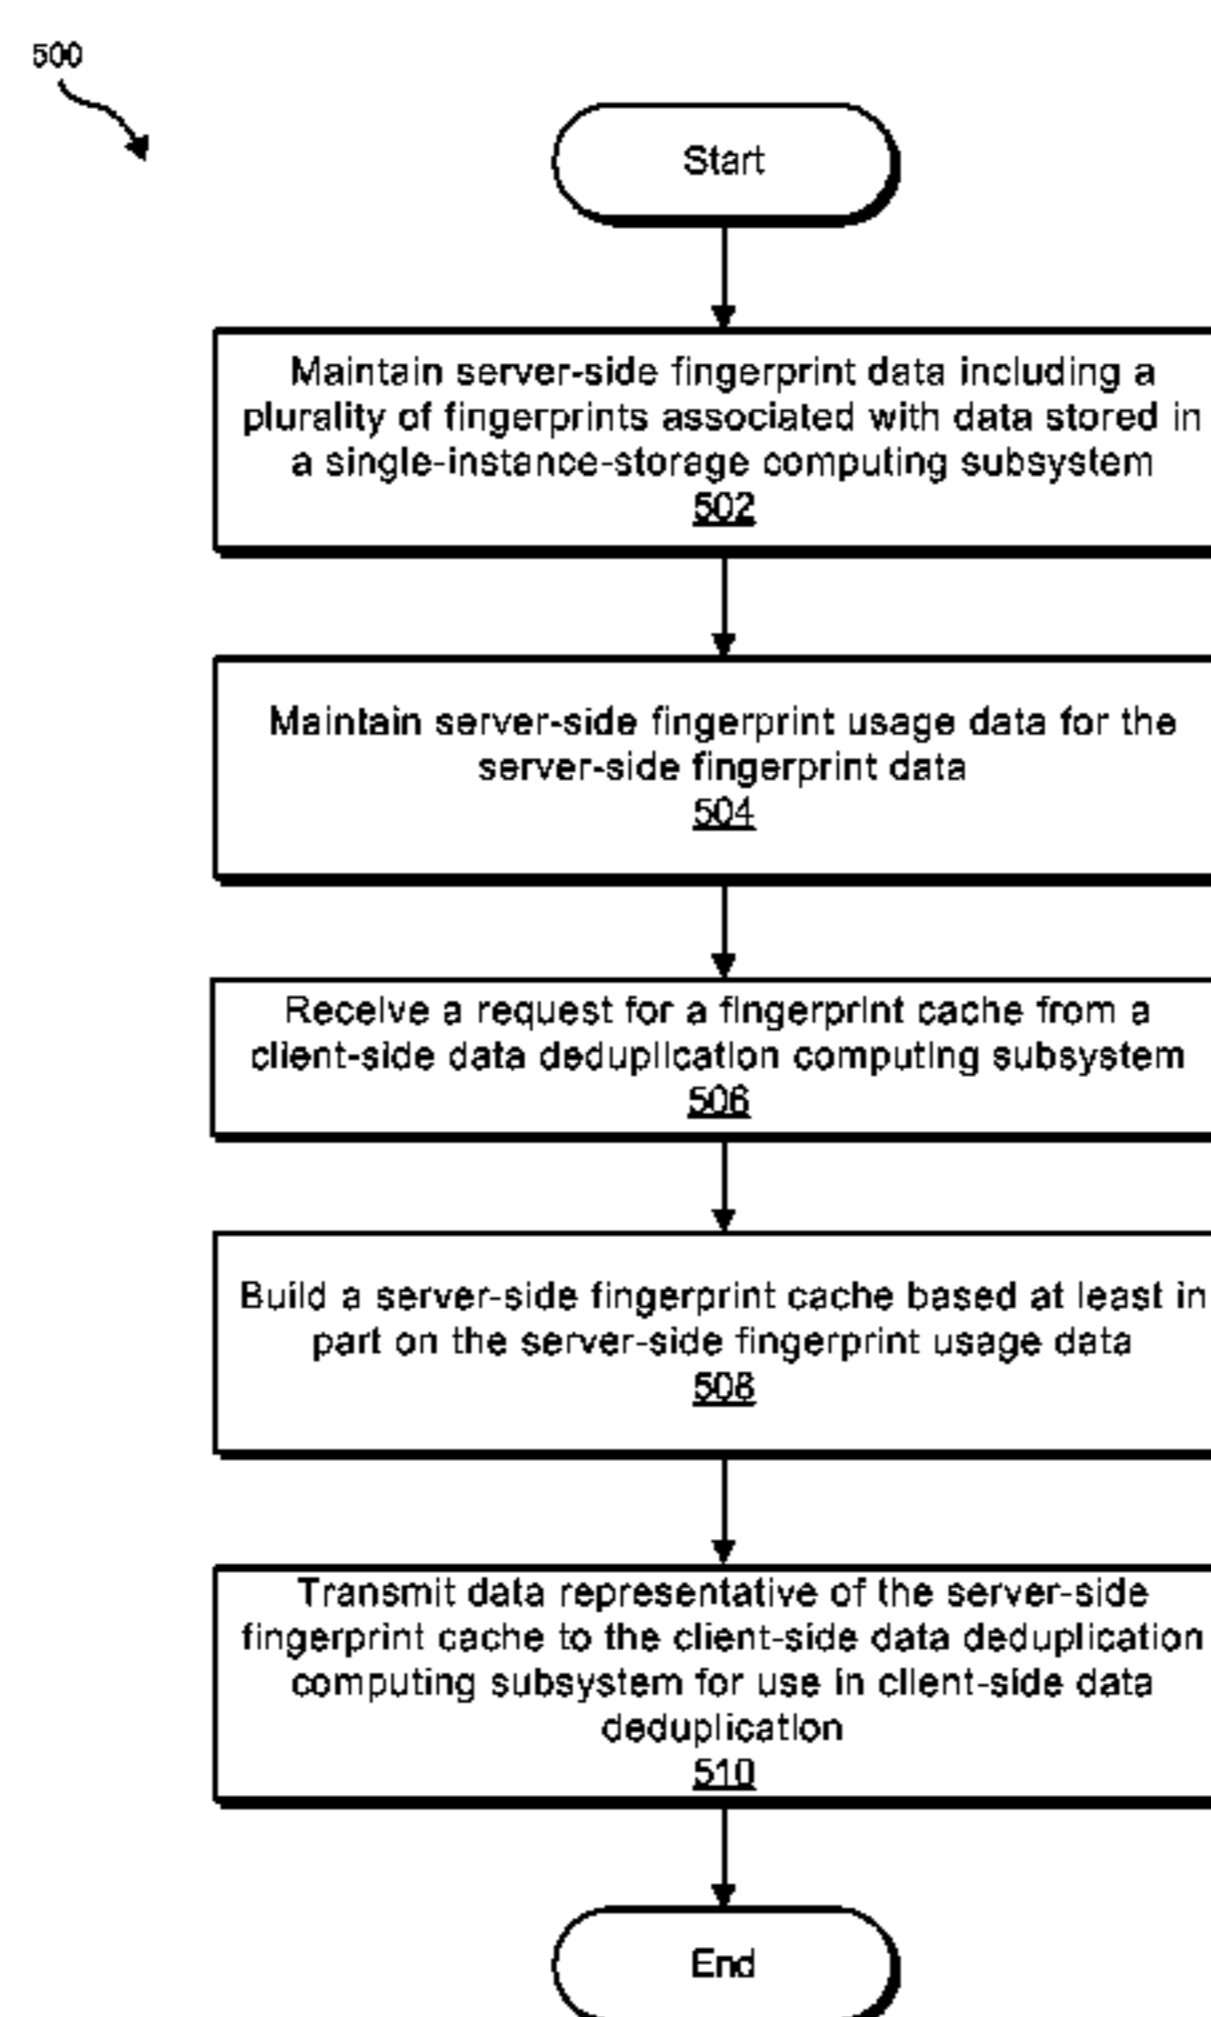 500
Start
Maintain server-side fingerprint data including a
plurality of fingerprints associated with data stored in
a single-instance-storage computing subsystem
502
Maintain server-side fingerprint usage data for the
server-side fingerprint data
504
Receive a request for a fingerprint cache from a
client-side data deduplication computing subsystem
506
Build a server-side fingerprint cache based at least in
part on the server-side fingerprint usage data
508
Transmit data representative of the server-side
fingerprint cache to the client-side data deduplication
computing subsystem for use in client-side data
deduplication
510
End